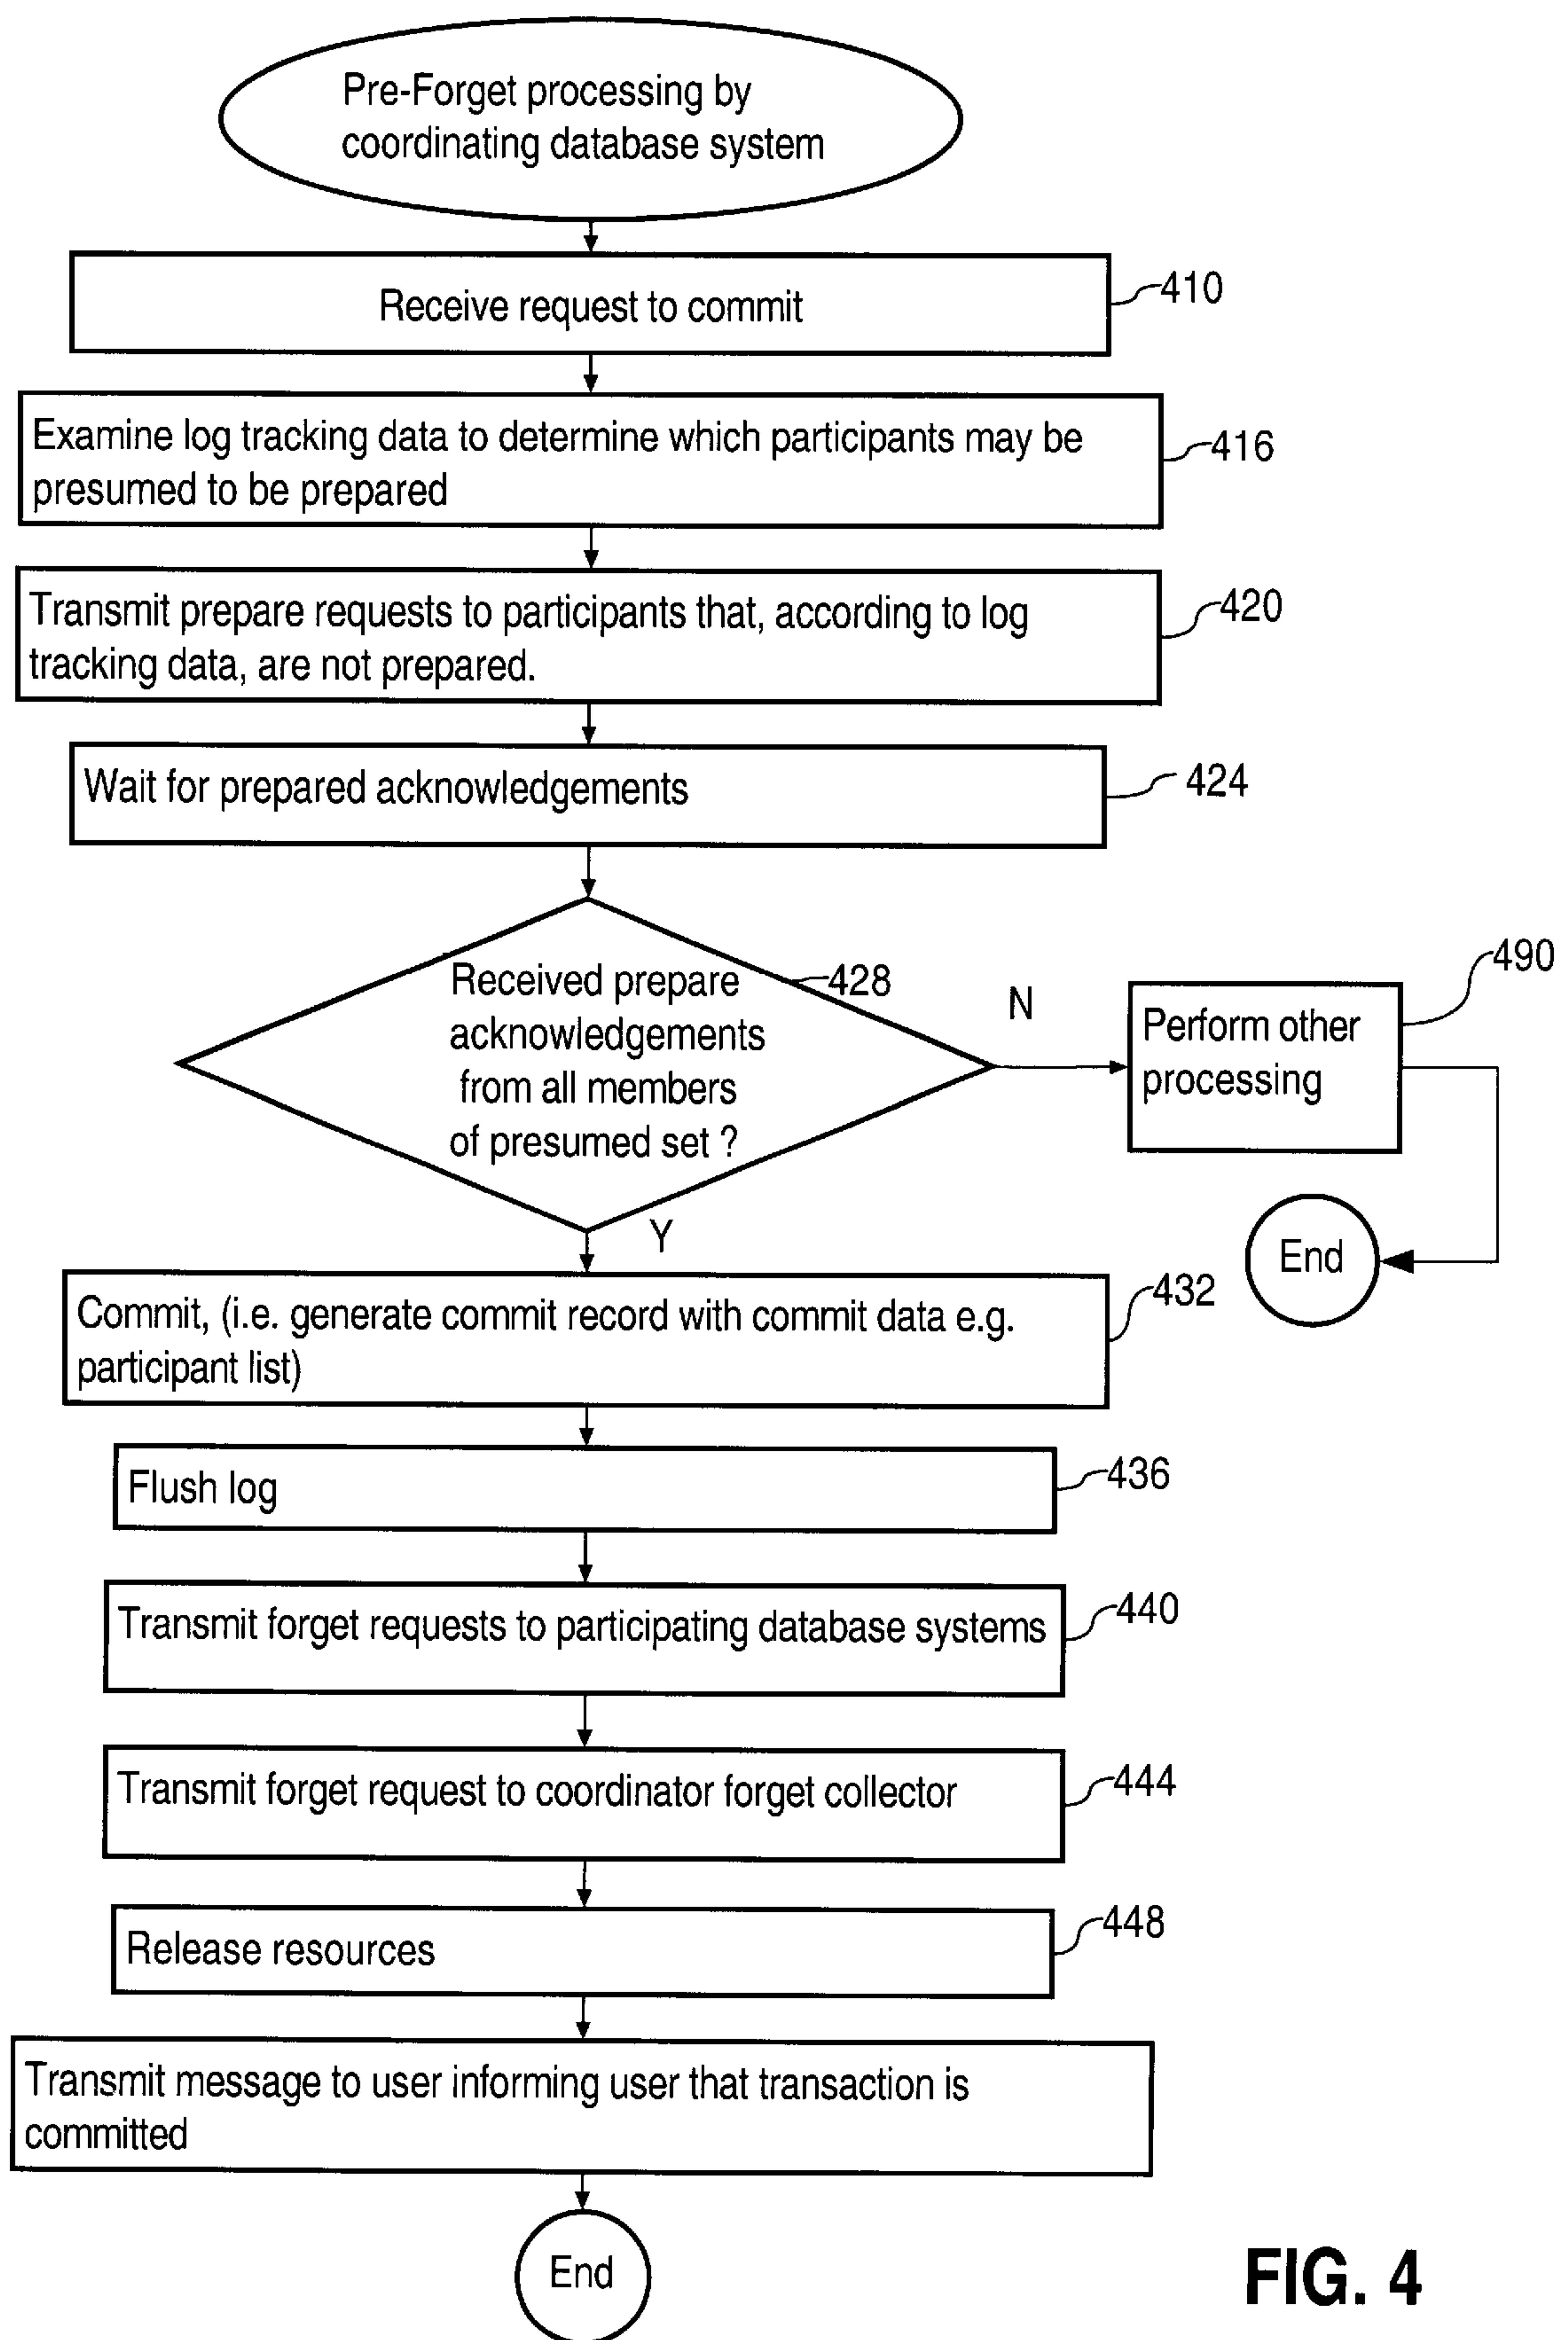 Pre-Forget processing by
coordinating database system
Receive request to commit
410
Examine log tracking data to determine which participants may be
presumed to be prepared
416
Transmit prepare requests to participants that, according to log
tracking data, are not prepared.
420
Wait for prepared acknowledgements
424
Received prepare
acknowledgements
from all members
of presumed set ?
428
N
Perform other
processing
490
End
Y
Commit, (i.e. generate commit record with commit data e.g.
participant list)
432
Flush log
436
Transmit forget requests to participating database systems
440
Transmit forget request to coordinator forget collector
444
Release resources
448
Transmit message to user informing user that transaction is
committed
End
FIG. 4